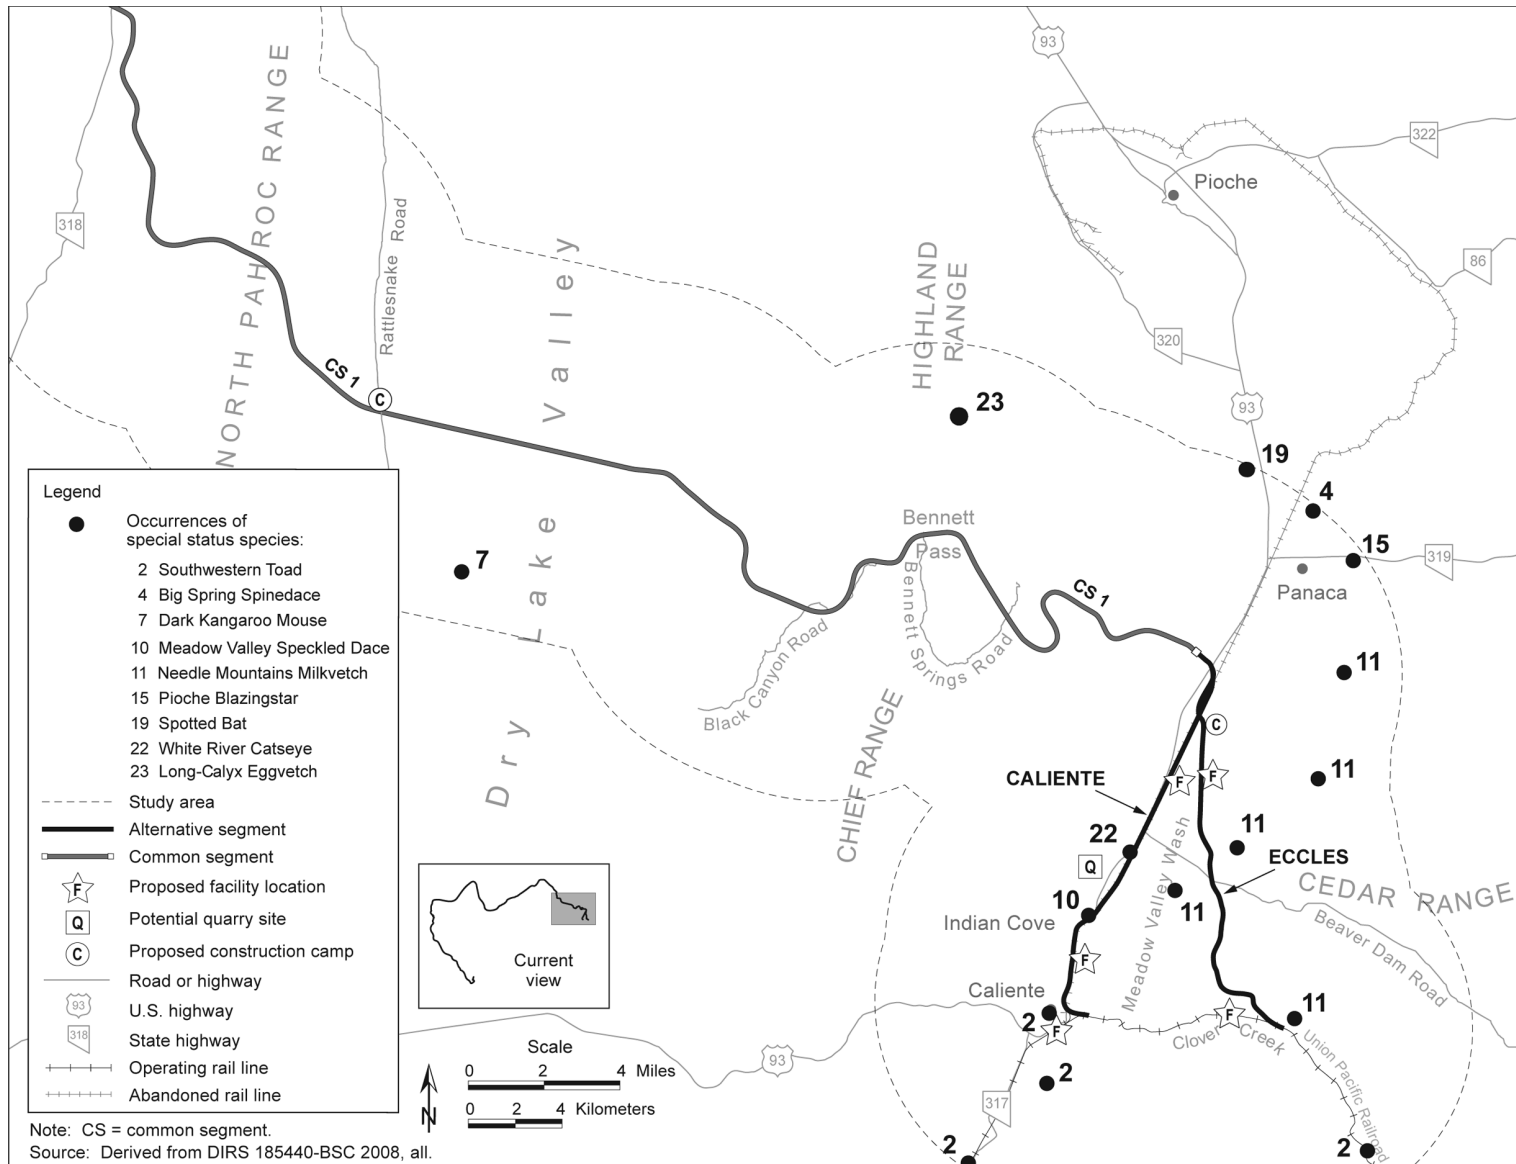 93
322
Pioche
318
NORTH PAHROC RANGE
Rattlesnake Road
Dry Lake Valley
HIGHLAND
RANGE
86
320
CS 1
C
23
93
19
4
15
319
Panaca
7
Bennett
Pass
Bennett Springs Road
Black Canyon Road
CS 1
11
C
CHIEF RANGE
CALIENTE
F
F
11
22
11
Q
ECCLES
CEDAR RANGE
10
11
Indian Cove
Meadow Valley Wash
Beaver Dam Road
F
Caliente
2
F
F
11
Clover Creek
Union Pacific Railroad
93
2
317
2
2
Legend
Occurrences of
special status species:
2 Southwestern Toad
4 Big Spring Spinedace
7 Dark Kangaroo Mouse
10 Meadow Valley Speckled Dace
11 Needle Mountains Milkvetch
15 Pioche Blazingstar
19 Spotted Bat
22 White River Catseye
23 Long-Calyx Eggvetch
Study area
Alternative segment
Common segment
F Proposed facility location
Q Potential quarry site
C Proposed construction camp
Road or highway
93 U.S. highway
318 State highway
Operating rail line
Abandoned rail line
Current
view
N
Scale
0 2 4 Miles
0 2 4 Kilometers
Note: CS = common segment.
Source: Derived from DIRS 185440-BSC 2008, all.